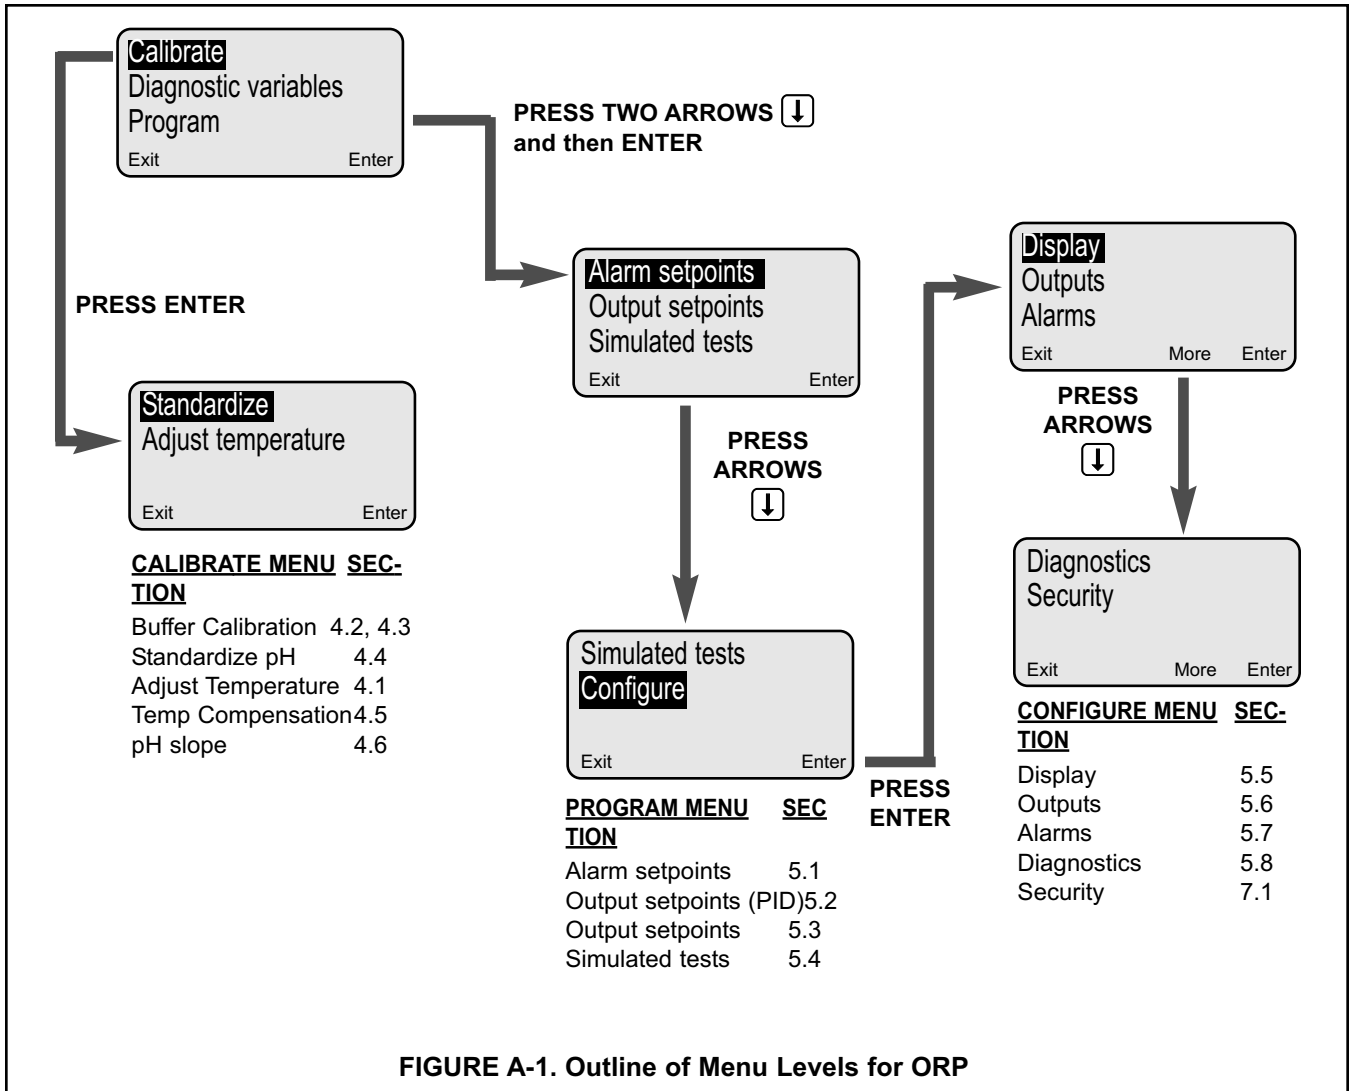 Calibrate
Diagnostic variables
Program
Exit Enter
PRESS TWO ARROWS
and then ENTER
PRESS ENTER
Standardize
Adjust temperature
Exit Enter
CALIBRATE MENU SEC-
TION
Buffer Calibration 4.2, 4.3
Standardize pH 4.4
Adjust Temperature 4.1
Temp Compensation4.5
pH slope 4.6
Alarm setpoints
Output setpoints
Simulated tests
Exit Enter
PRESS
ARROWS
Simulated tests
Configure
Exit Enter
PRESS
ENTER
PROGRAM MENU SEC
TION
Alarm setpoints 5.1
Output setpoints (PID)5.2
Output setpoints 5.3
Simulated tests 5.4
Display
Outputs
Alarms
Exit More Enter
PRESS
ARROWS
Diagnostics
Security
Exit More Enter
CONFIGURE MENU SEC-
TION
Display 5.5
Outputs 5.6
Alarms 5.7
Diagnostics 5.8
Security 7.1
FIGURE A-1. Outline of Menu Levels for ORP